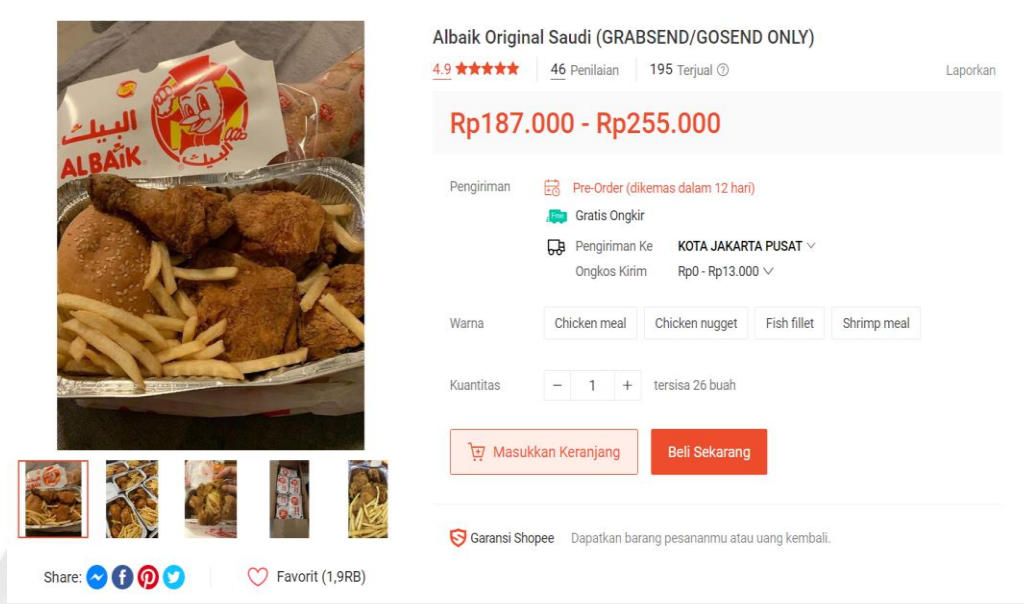 البيك
ALBAIK
البيك
Albaik Original Saudi (GRABSEND/GOSEND ONLY)
4.9 46 Penilaian 195 Terjual ? Laporkan
Rp187.000 - Rp255.000
Pengiriman Pre-Order (dikemas dalam 12 hari)
Free Gratis Ongkir
Pengiriman Ke KOTA JAKARTA PUSAT
Ongkos Kirim Rp0 - Rp13.000
Warna Chicken meal Chicken nugget Fish fillet Shrimp meal
Kuantitas − 1 + tersisa 26 buah
Masukkan Keranjang Beli Sekarang
Garansi Shopee Dapatkan barang pesananmu atau uang kembali.
Share: Favorit (1,9RB)